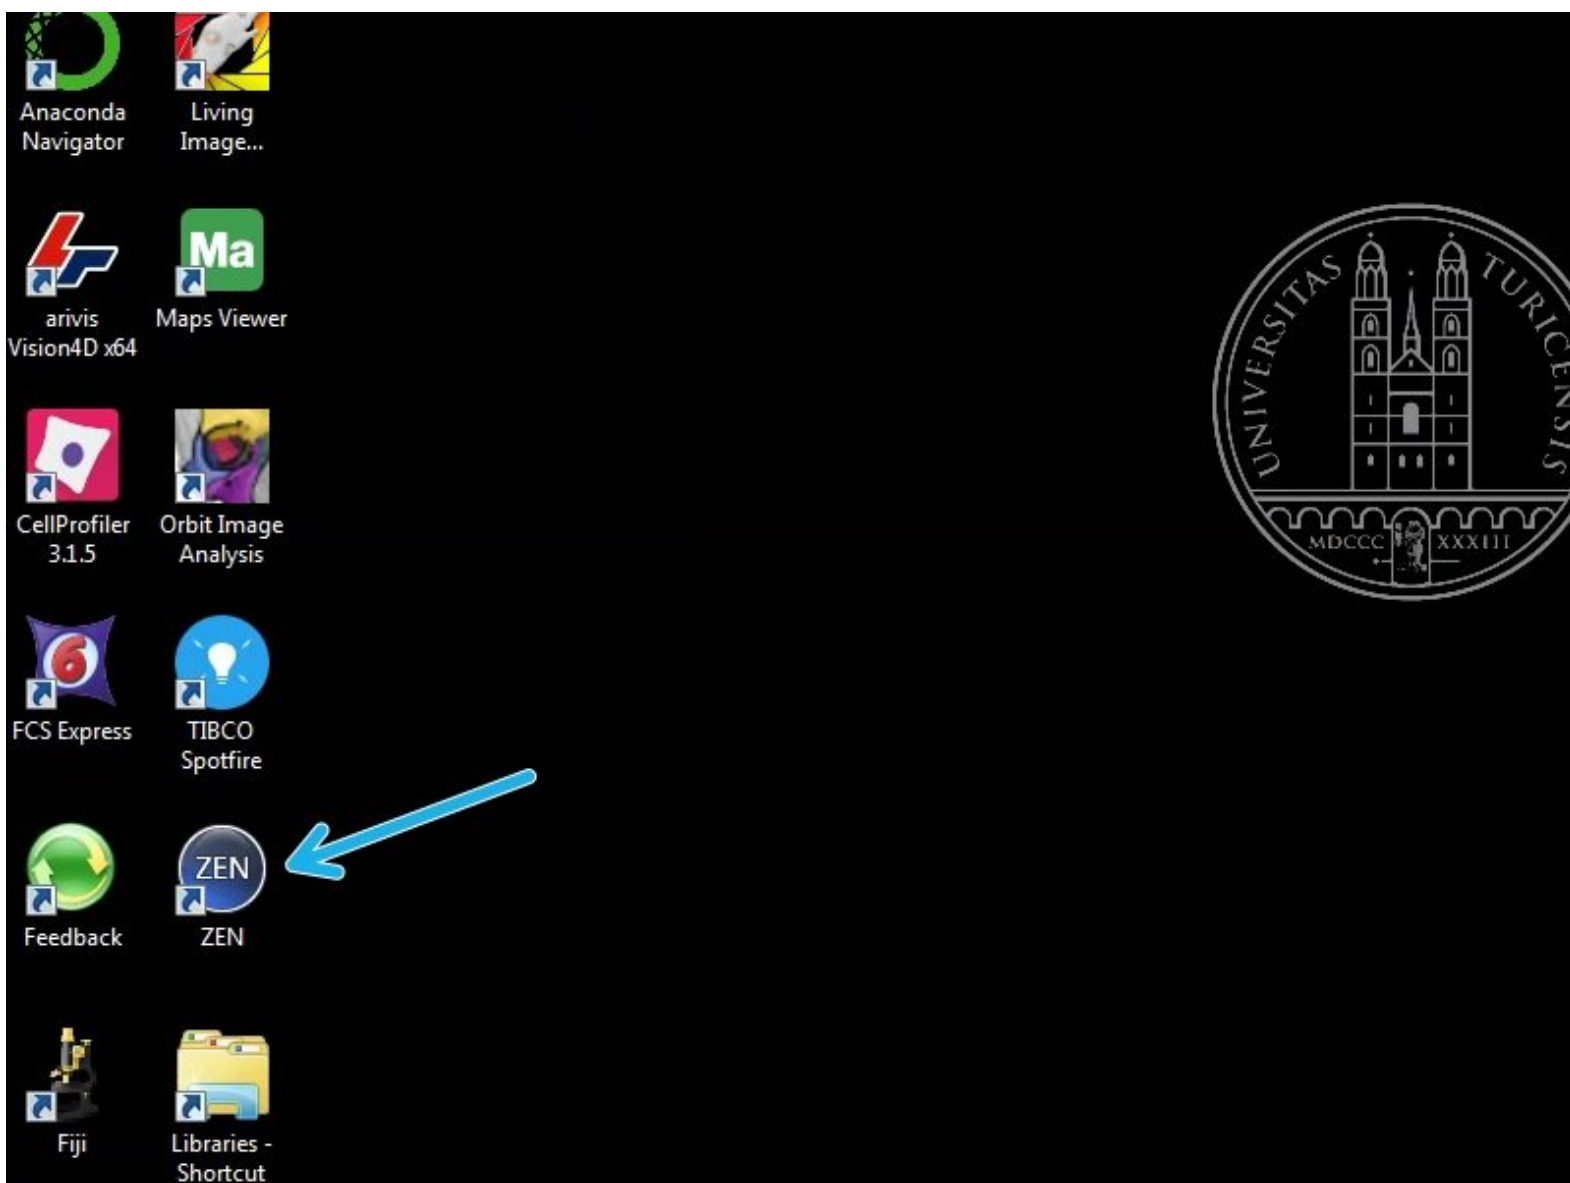 Anaconda
Navigator
Living
Image...
arivis
Vision4D x64
Ma
Maps Viewer
CellProfiler
3.1.5
Orbit Image
Analysis
6
FCS Express
TIBCO
Spotfire
Feedback
ZEN
ZEN
Fiji
Libraries -
Shortcut
UNIVERSITAS TURICENSIS
MDCCC XXXIII